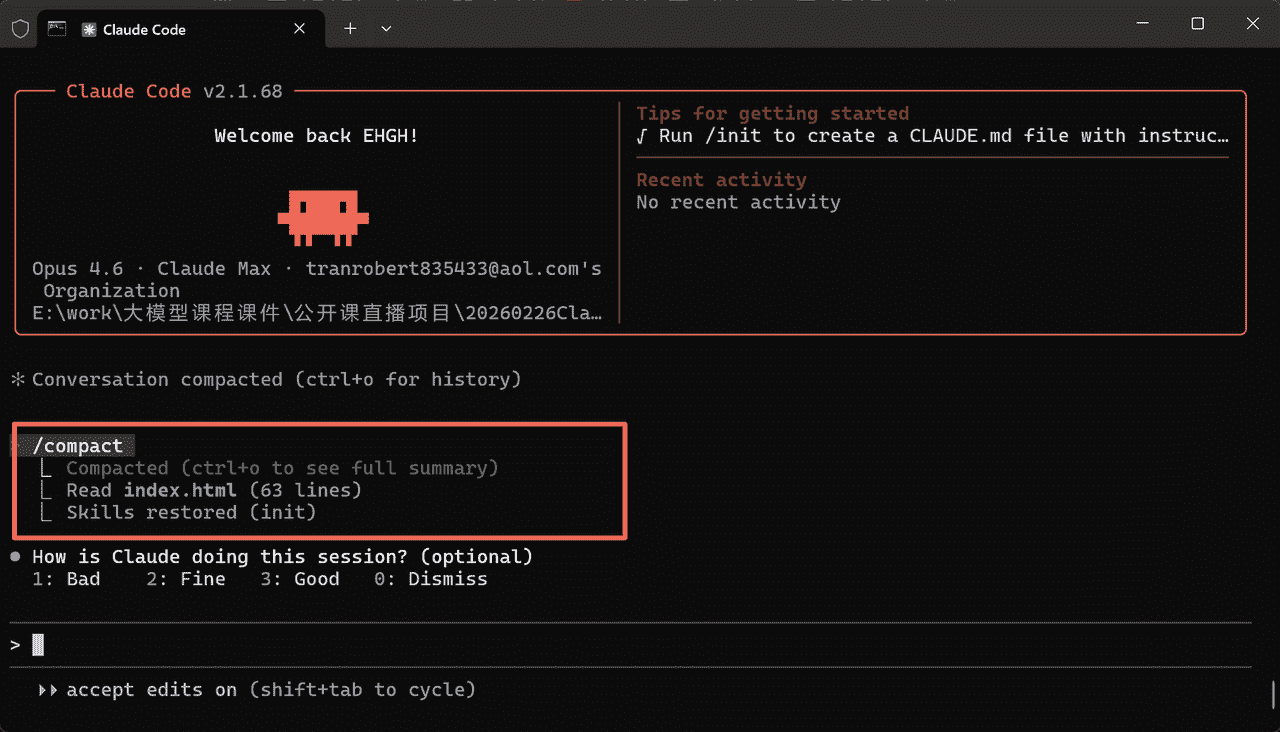 Claude Code
Claude Code v2.1.68
Welcome back EHGH!
Opus 4.6 · Claude Max · tranrobert835433@aol.com's
Organization
E:\work\大模型课程课件\公开课直播项目\20260226Cla…
Tips for getting started
√ Run /init to create a CLAUDE.md file with instruc…
Recent activity
No recent activity
✻ Conversation compacted (ctrl+o for history)
/compact
⎿ Compacted (ctrl+o to see full summary)
⎿ Read index.html (63 lines)
⎿ Skills restored (init)
● How is Claude doing this session? (optional)
1: Bad 2: Fine 3: Good 0: Dismiss
>
⏵⏵ accept edits on (shift+tab to cycle)